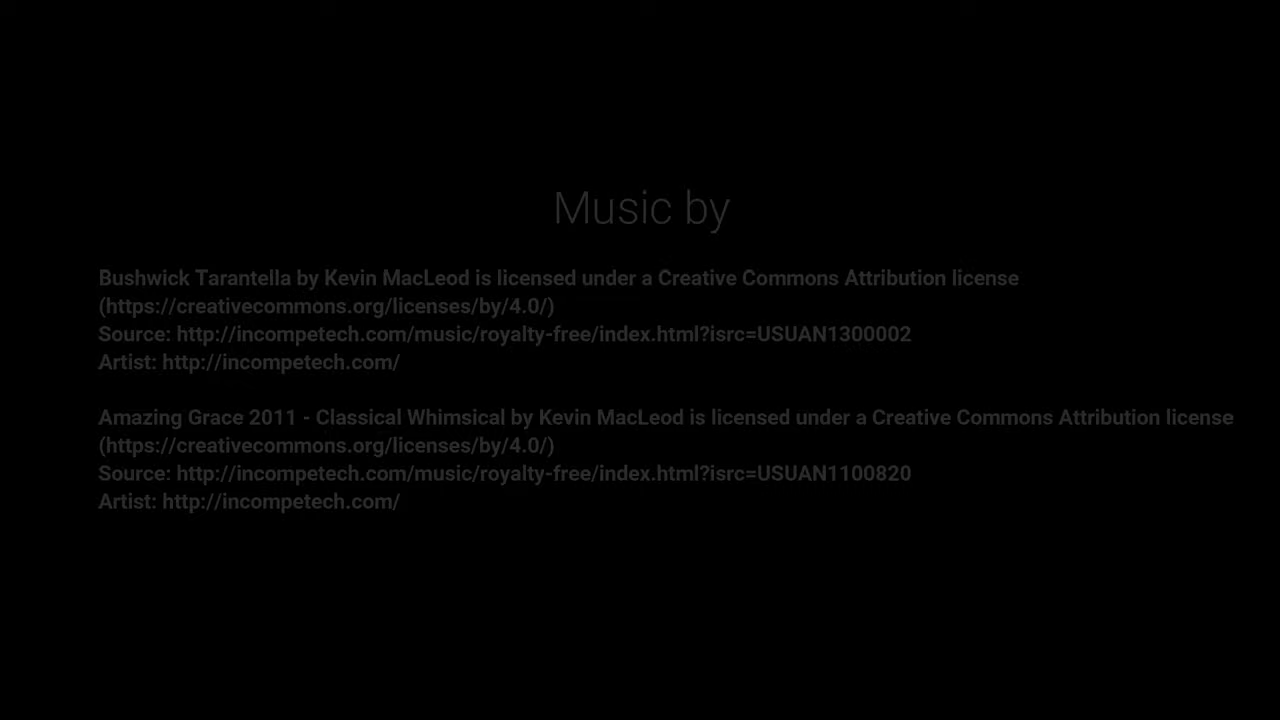 Music by
Bushwick Tarantella by Kevin MacLeod is licensed under a Creative Commons Attribution license
(https://creativecommons.org/licenses/by/4.0/)
Source: http://incompetech.com/music/royalty-free/index.html?isrc=USUAN1300002
Artist: http://incompetech.com/
Amazing Grace 2011 - Classical Whimsical by Kevin MacLeod is licensed under a Creative Commons Attribution license
(https://creativecommons.org/licenses/by/4.0/)
Source: http://incompetech.com/music/royalty-free/index.html?isrc=USUAN1100820
Artist: http://incompetech.com/